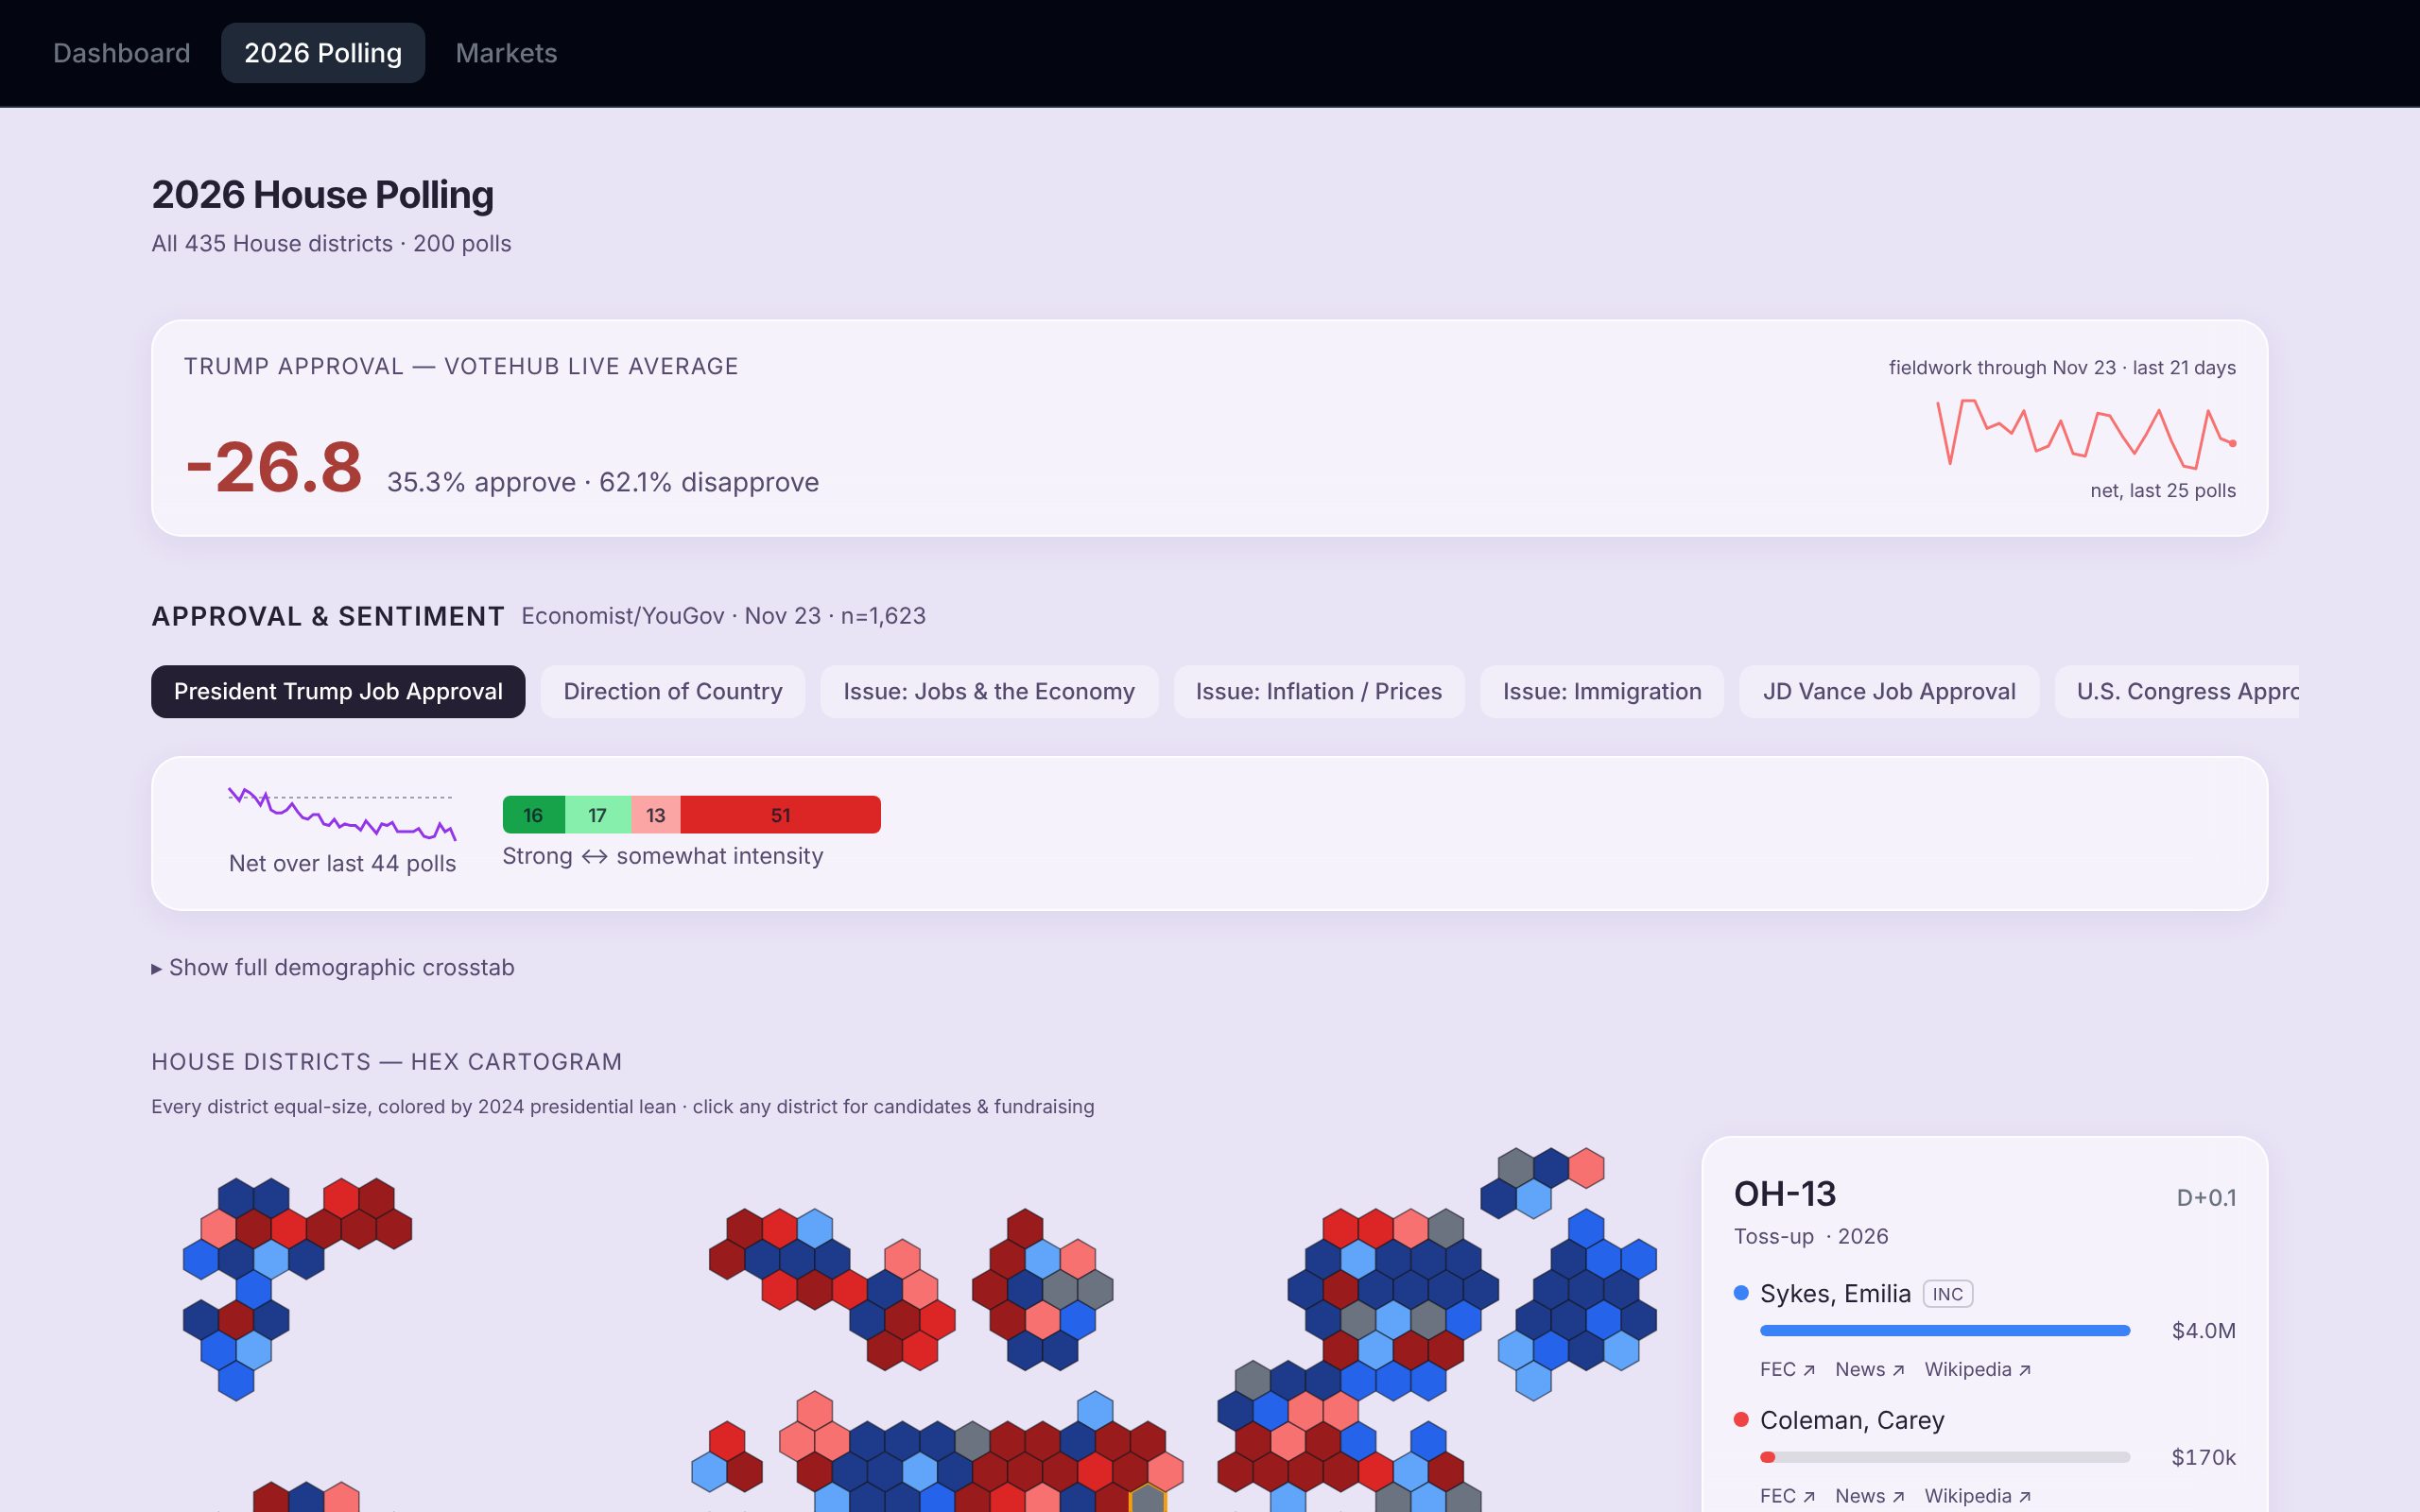 Dashboard 2026 Polling Markets
2026 House Polling
All 435 House districts · 200 polls
TRUMP APPROVAL — VOTEHUB LIVE AVERAGE
fieldwork through Nov 23 · last 21 days
-26.8 35.3% approve · 62.1% disapprove
net, last 25 polls
APPROVAL & SENTIMENT Economist/YouGov · Nov 23 · n=1,623
President Trump Job Approval Direction of Country Issue: Jobs & the Economy Issue: Inflation / Prices Issue: Immigration JD Vance Job Approval U.S. Congress Appro
16 17 13 51
Net over last 44 polls
Strong ↔ somewhat intensity
▸ Show full demographic crosstab
HOUSE DISTRICTS — HEX CARTOGRAM
Every district equal-size, colored by 2024 presidential lean · click any district for candidates & fundraising
OH-13 D+0.1
Toss-up · 2026
Sykes, Emilia INC
$4.0M
FEC ↗ News ↗ Wikipedia ↗
Coleman, Carey
$170k
FEC ↗ News ↗ Wikipedia ↗